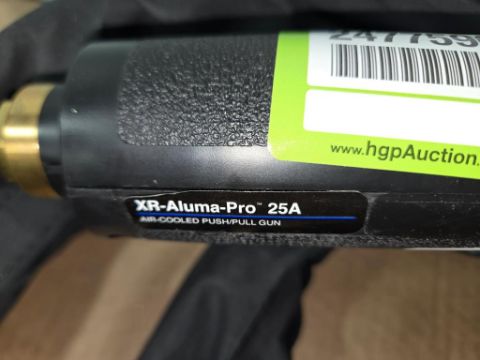 www.hgpAuction.
XR-Aluma-Pro™ 25A
AIR-COOLED PUSH/PULL GUN